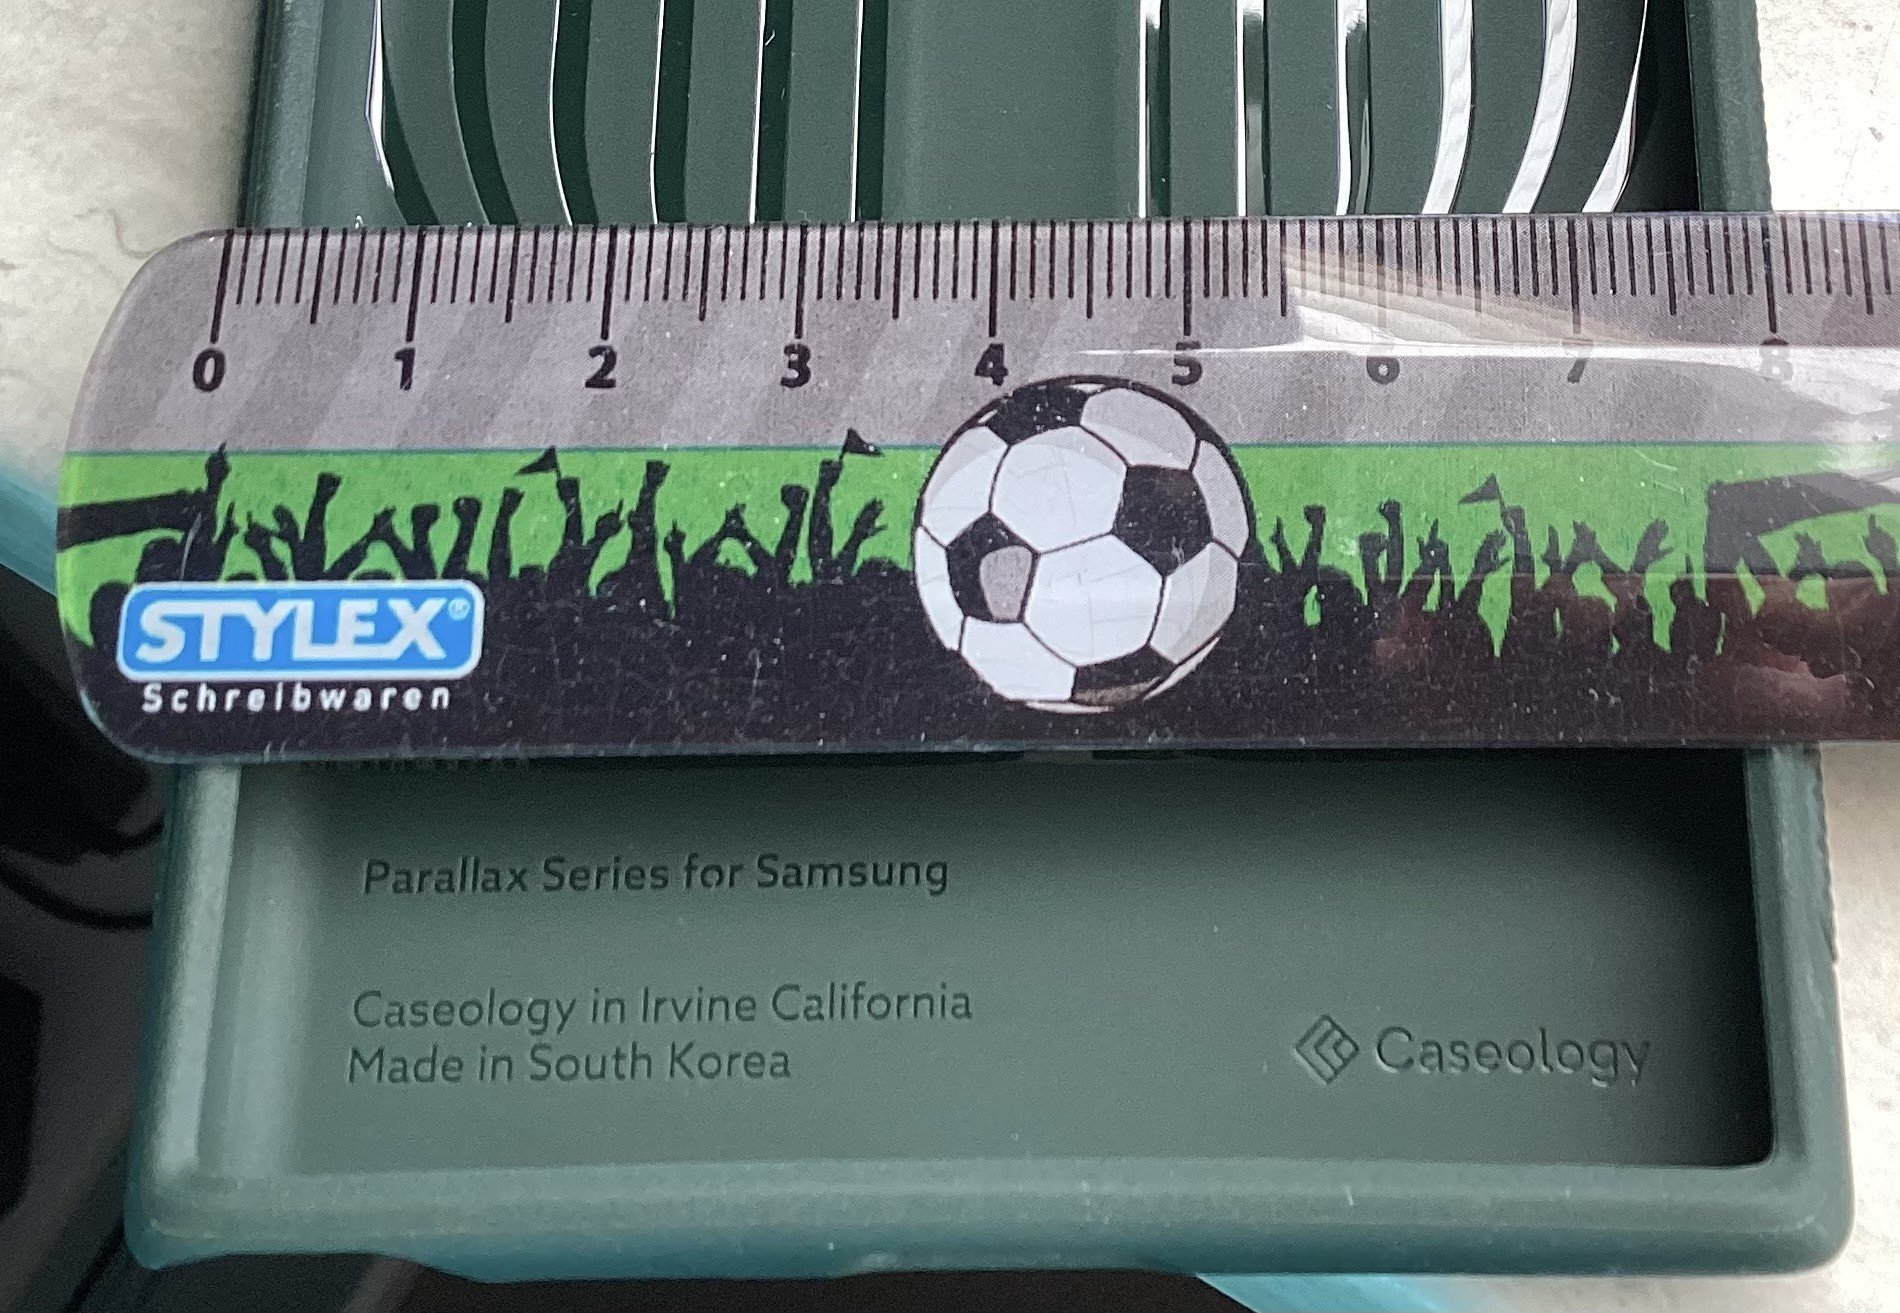 0 1 2 3 4 5 6 7 8
STYLEX®
Schreibwaren
Parallax Series for Samsung
Caseology in Irvine California
Made in South Korea
Caseology